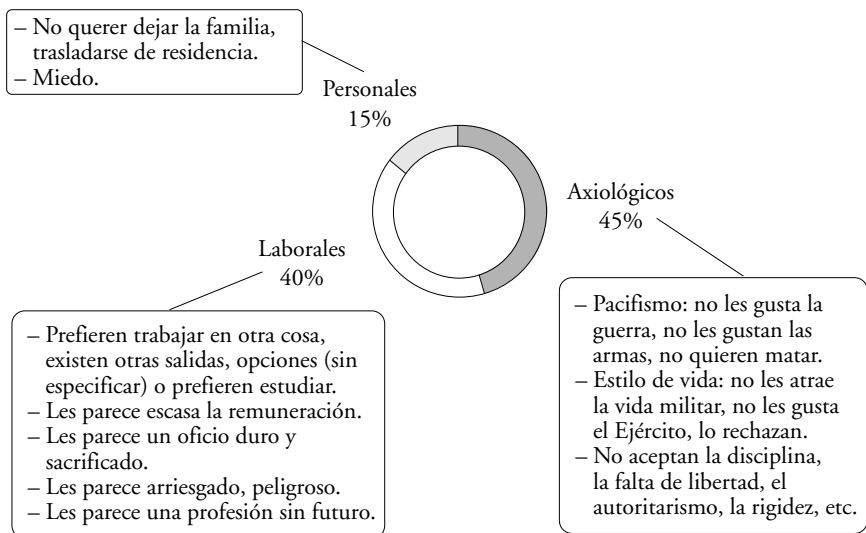 – No querer dejar la familia,
trasladarse de residencia.
– Miedo.
Personales
15%
Axiológicos
45%
Laborales
40%
– Pacifismo: no les gusta la
guerra, no les gustan las
armas, no quieren matar.
– Estilo de vida: no les atrae
la vida militar, no les gusta
el Ejército, lo rechazan.
– No aceptan la disciplina,
la falta de libertad, el
autoritarismo, la rigidez, etc.
– Prefieren trabajar en otra cosa,
existen otras salidas, opciones (sin
especificar) o prefieren estudiar.
– Les parece escasa la remuneración.
– Les parece un oficio duro y
sacrificado.
– Les parece arriesgado, peligroso.
– Les parece una profesión sin futuro.